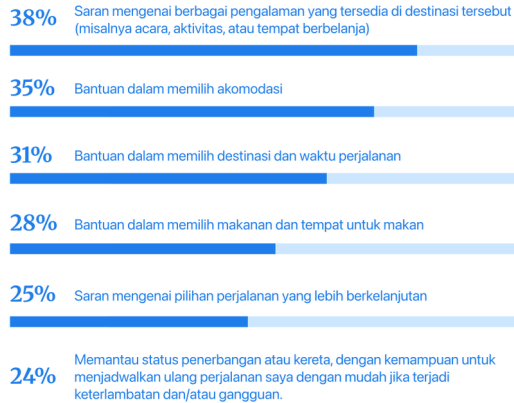 38% Saran mengenai berbagai pengalaman yang tersedia di destinasi tersebut
(misalnya acara, aktivitas, atau tempat berbelanja)
35% Bantuan dalam memilih akomodasi
31% Bantuan dalam memilih destinasi dan waktu perjalanan
28% Bantuan dalam memilih makanan dan tempat untuk makan
25% Saran mengenai pilihan perjalanan yang lebih berkelanjutan
24% Memantau status penerbangan atau kereta, dengan kemampuan untuk
menjadwalkan ulang perjalanan saya dengan mudah jika terjadi
keterlambatan dan/atau gangguan.